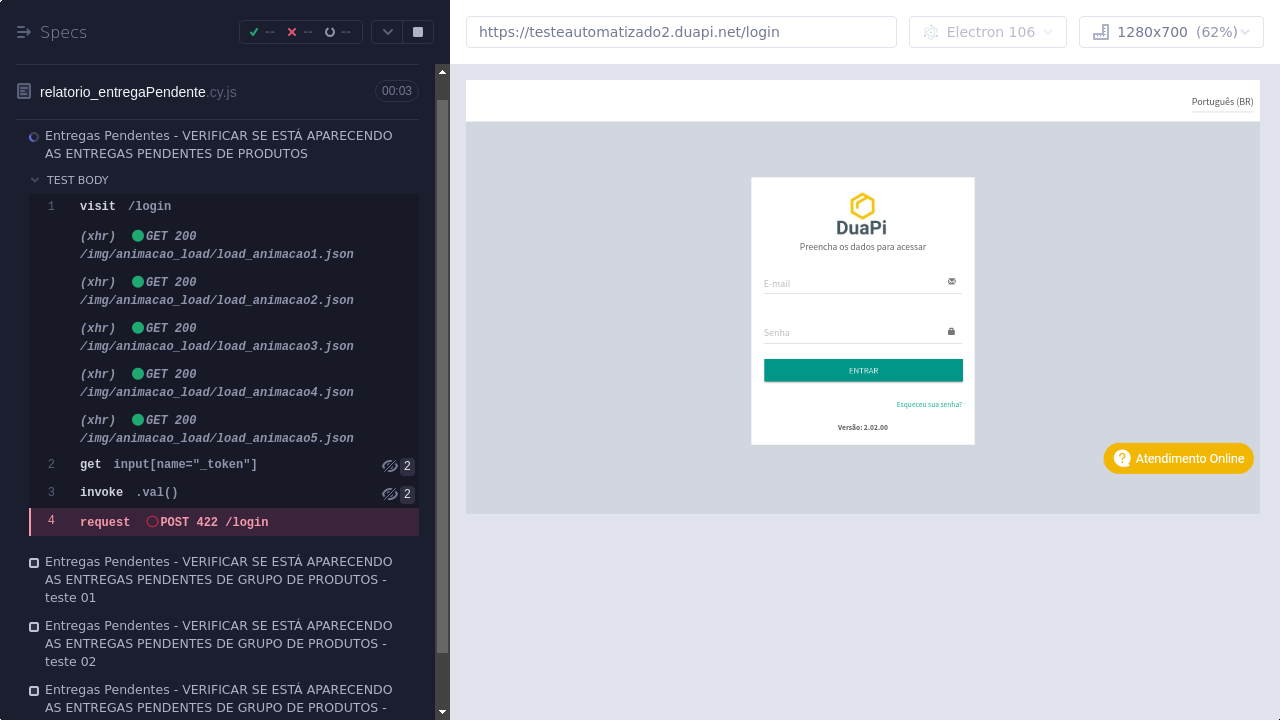 Specs
--
--
--
https://testeautomatizado2.duapi.net/login
Electron 106
1280x700 (62%)
relatorio_entregaPendente.cy.js
00:03
Entregas Pendentes - VERIFICAR SE ESTÁ APARECENDO
AS ENTREGAS PENDENTES DE PRODUTOS
TEST BODY
1 visit /login
(xhr) GET 200
/img/animacao_load/load_animacao1.json
(xhr) GET 200
/img/animacao_load/load_animacao2.json
(xhr) GET 200
/img/animacao_load/load_animacao3.json
(xhr) GET 200
/img/animacao_load/load_animacao4.json
(xhr) GET 200
/img/animacao_load/load_animacao5.json
2 get input[name="_token"] 2
3 invoke .val() 2
4 request POST 422 /login
Entregas Pendentes - VERIFICAR SE ESTÁ APARECENDO
AS ENTREGAS PENDENTES DE GRUPO DE PRODUTOS -
teste 01
Entregas Pendentes - VERIFICAR SE ESTÁ APARECENDO
AS ENTREGAS PENDENTES DE GRUPO DE PRODUTOS -
teste 02
Entregas Pendentes - VERIFICAR SE ESTÁ APARECENDO
AS ENTREGAS PENDENTES DE GRUPO DE PRODUTOS -
Português (BR)
DuaPi
Preencha os dados para acessar
E-mail
Senha
ENTRAR
Esqueceu sua senha?
Versão: 2.02.00
Atendimento Online